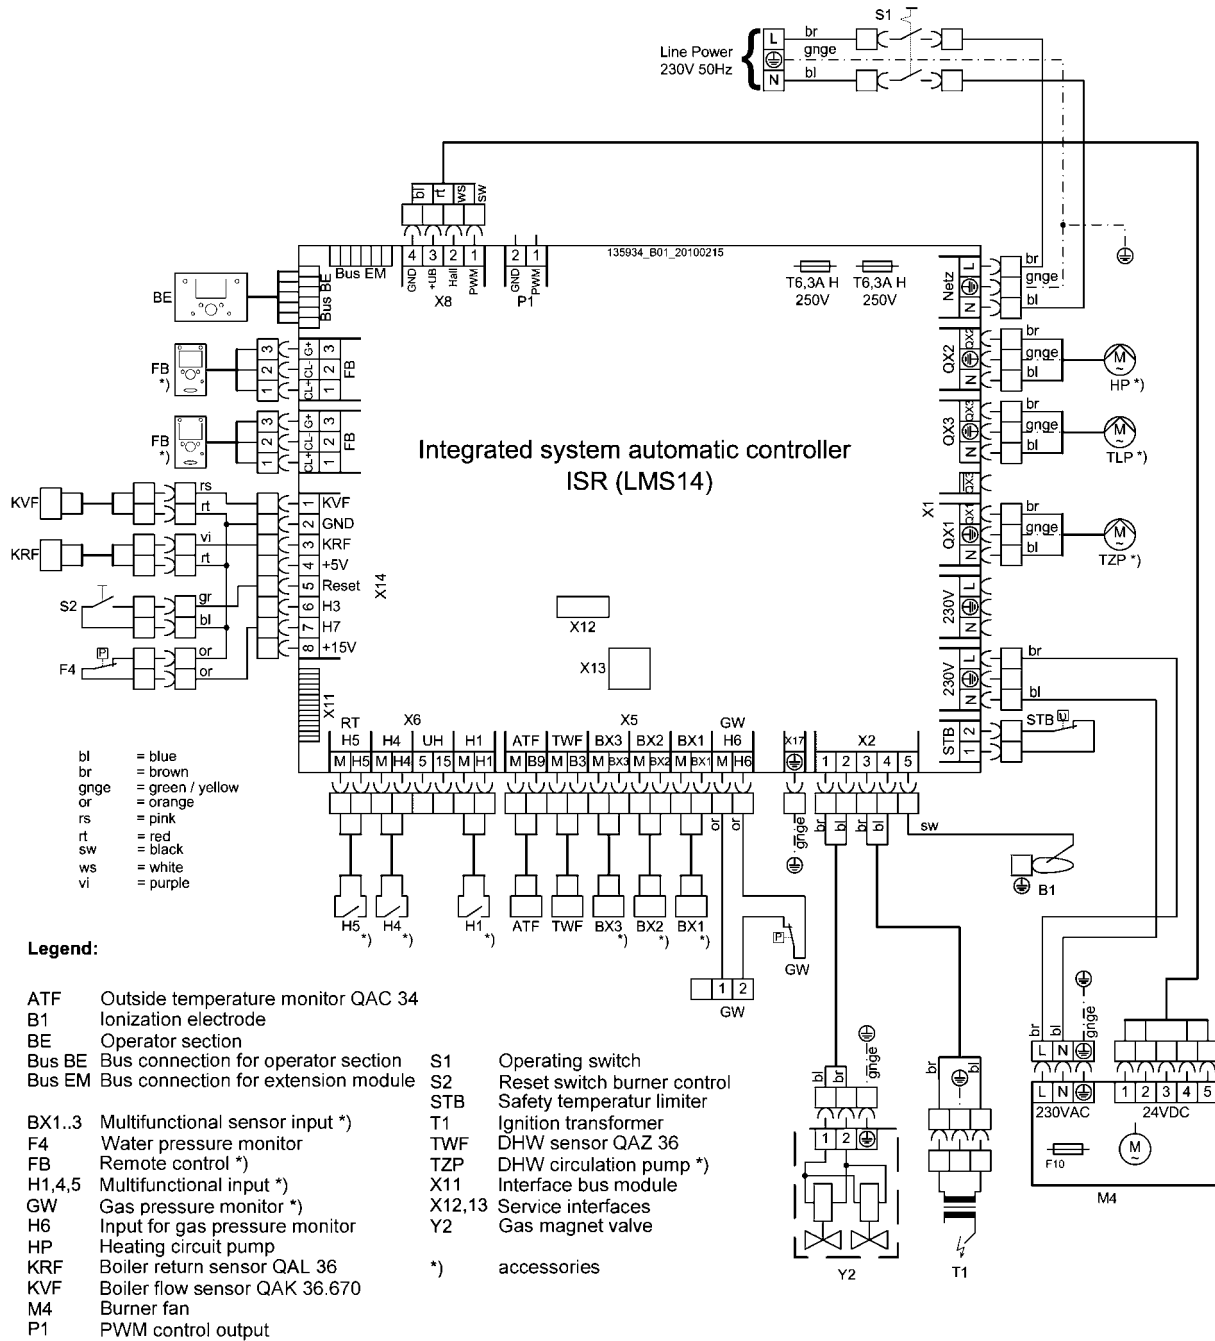 S1
Line Power
230V 50Hz
L
N
br
gnge
bl
bl
rt
ws
sw
4 3 2 1
GND +UB Hall PWM
X8
2 1
GND PWM
P1
135934_B01_20100215
T6,3A H
250V
T6,3A H
250V
Bus EM
Bus BE
BE
FB
*)
3 2 1
G+ CL- CL+
3 2 1
FB
FB
*)
3 2 1
G+ CL- CL+
3 2 1
FB
Integrated system automatic controller
ISR (LMS14)
Netz
L
N
br
gnge
bl
QX2
QX2
N
br
gnge
bl
M
~
HP *)
QX3
QX3
N
br
gnge
bl
M
~
TLP *)
QX3
X1
QX1
QX1
N
br
gnge
bl
M
~
TZP *)
230V
L
N
230V
L
N
br
bl
STB
2
1
STB
KVF
rs
rt
KRF
vi
rt
S2
gr
bl
F4
P
or
or
1 KVF
2 GND
3 KRF
4 +5V
5 Reset
6 H3
7 H7
8 +15V
X14
X12
X13
X11
RT X6 X5 GW
H5 H4 UH H1 ATF TWF BX3 BX2 BX1 H6 X17 X2
M H5 M H4 5 15 M H1 M B9 M B3 M BX3 M BX2 M BX1 M H6 1 2 3 4 5
or or
gnge
br bl br bl
sw
B1
H5 *)
H4 *)
H1 *)
ATF
TWF
BX3 *)
BX2 *)
BX1 *)
P
GW
1 2
GW
bl = blue
br = brown
gnge = green / yellow
or = orange
rs = pink
rt = red
sw = black
ws = white
vi = purple
Legend:
ATF Outside temperature monitor QAC 34
B1 Ionization electrode
BE Operator section
Bus BE Bus connection for operator section
Bus EM Bus connection for extension module
BX1..3 Multifunctional sensor input *)
F4 Water pressure monitor
FB Remote control *)
H1,4,5 Multifunctional input *)
GW Gas pressure monitor *)
H6 Input for gas pressure monitor
HP Heating circuit pump
KRF Boiler return sensor QAL 36
KVF Boiler flow sensor QAK 36.670
M4 Burner fan
P1 PWM control output
S1 Operating switch
S2 Reset switch burner control
STB Safety temperatur limiter
T1 Ignition transformer
TWF DHW sensor QAZ 36
TZP DHW circulation pump *)
X11 Interface bus module
X12,13 Service interfaces
Y2 Gas magnet valve
*) accessories
bl br gnge
1 2
Y2
br bl
T1
br bl gnge
L N
L N
230VAC
1 2 3 4 5
24VDC
F10
M
~
M4